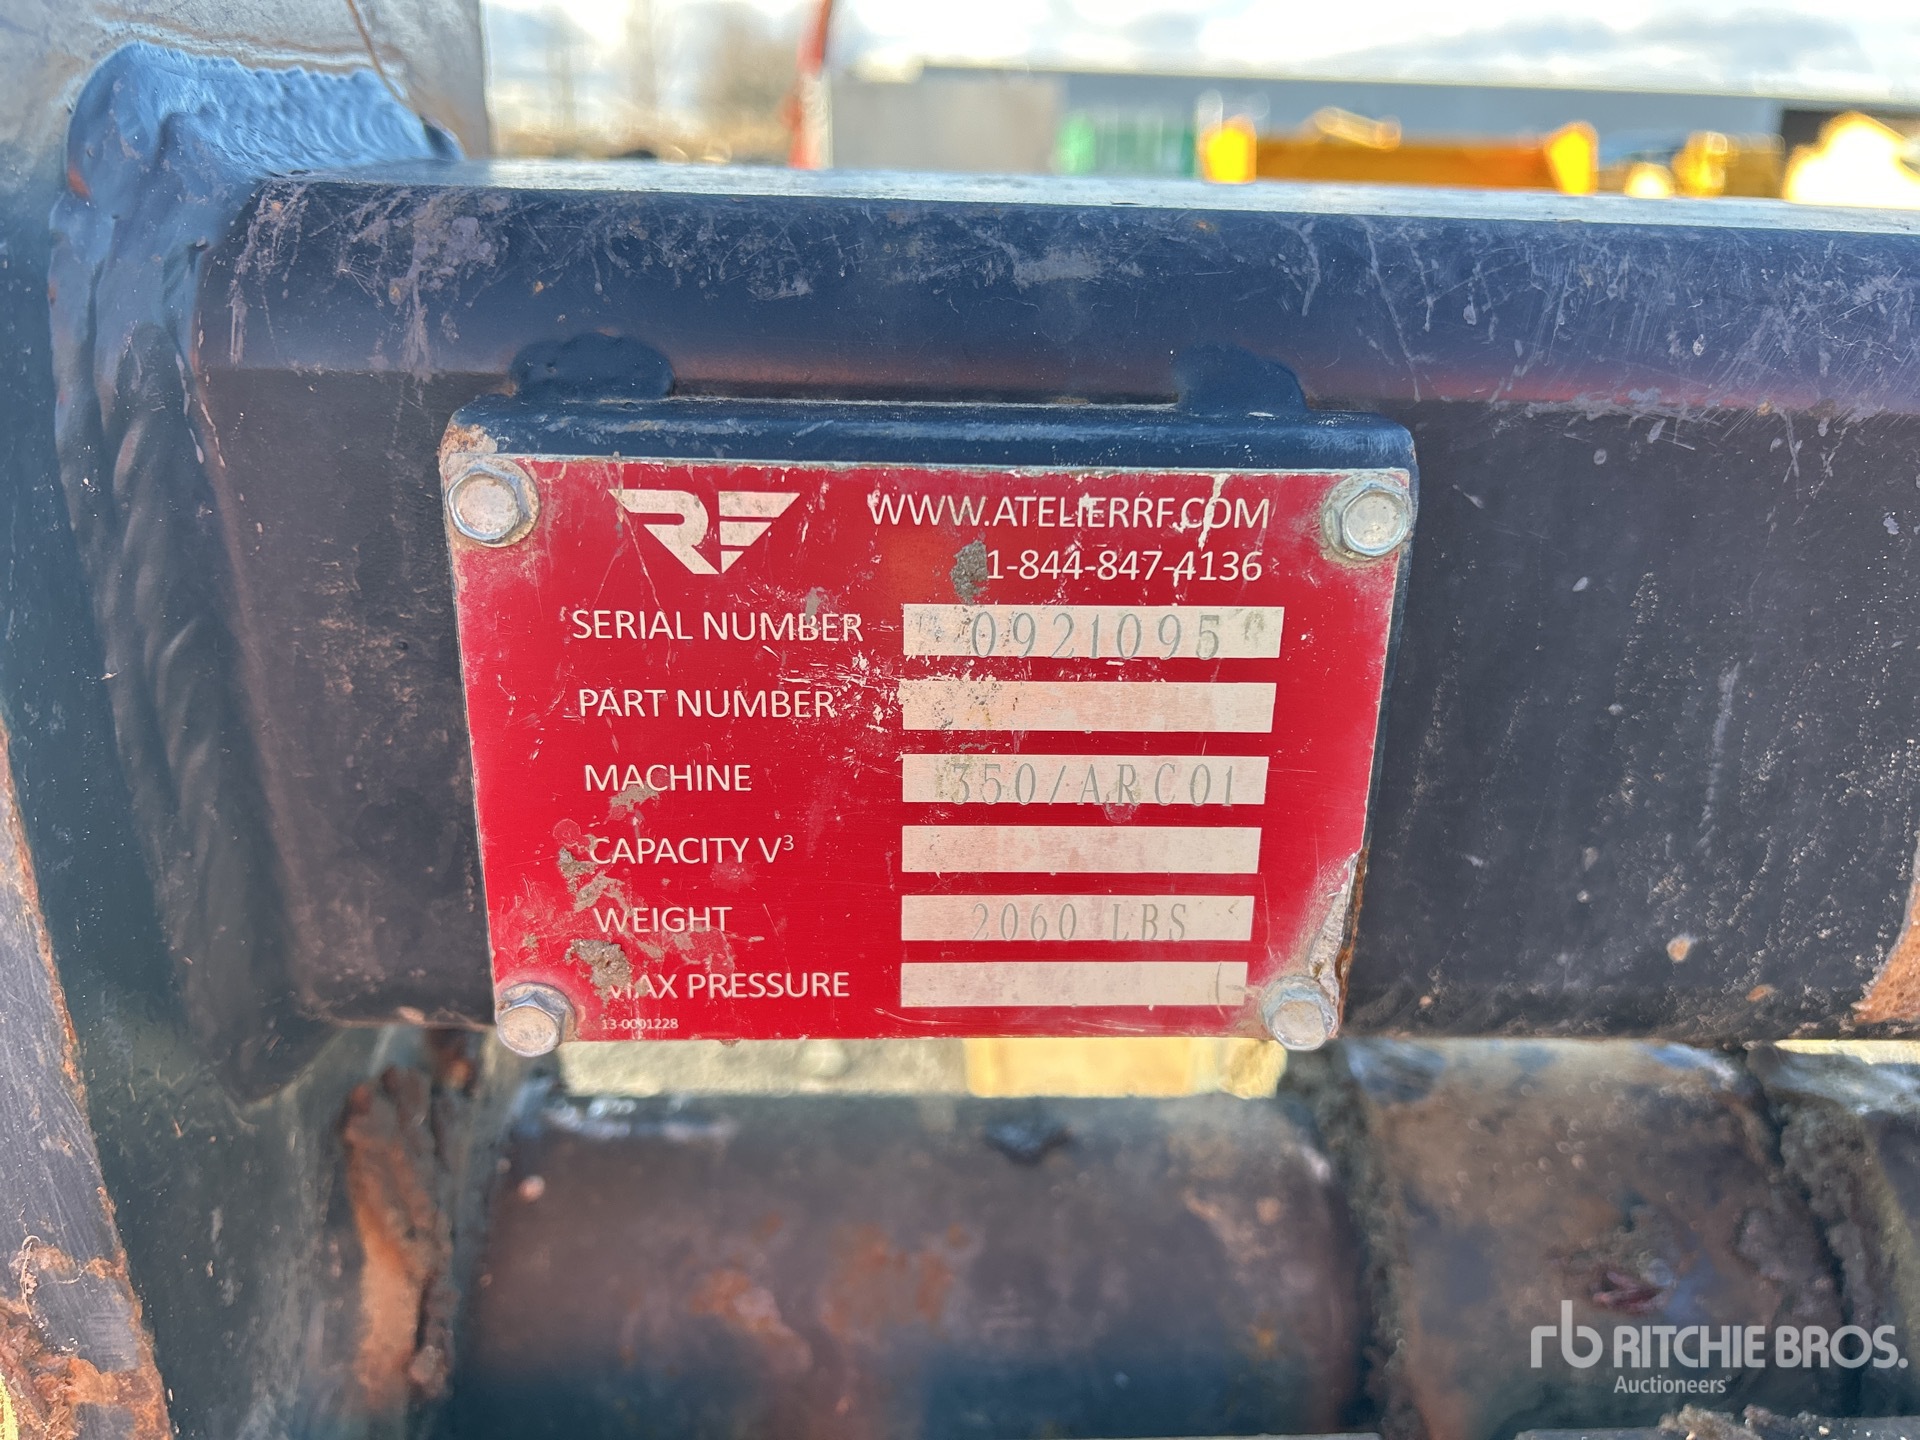 RF
WWW.ATELIERRF.COM
1-844-847-4136
SERIAL NUMBER 0921095
PART NUMBER
MACHINE 350/ARC01
CAPACITY V³
WEIGHT 2060 LBS
MAX PRESSURE
13-0001228
rb RITCHIE BROS.
Auctioneers